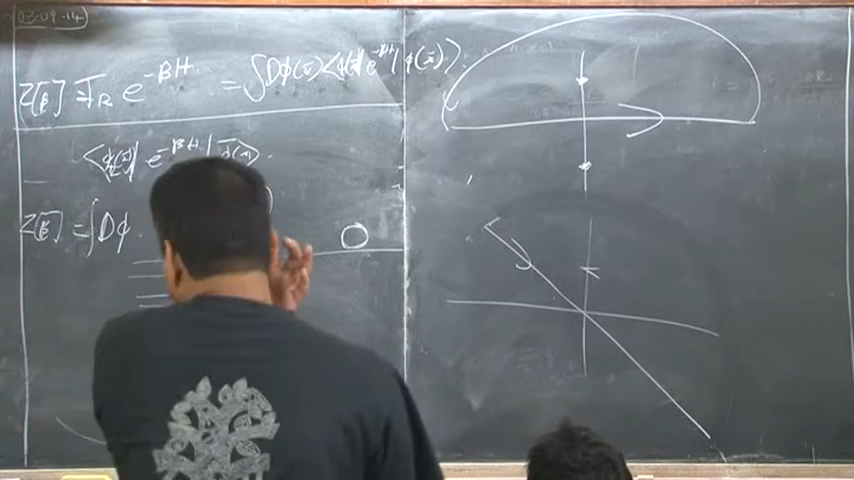 03-09-14
Z[β] = Tr e^{-βH} = ∫Dφ(x̄) <φ(x̄)| e^{-βH} | φ(x̄)>.
<φ(x̄)| e^{-βH} | φ(x̄)>.
Z[β] = ∫Dφ